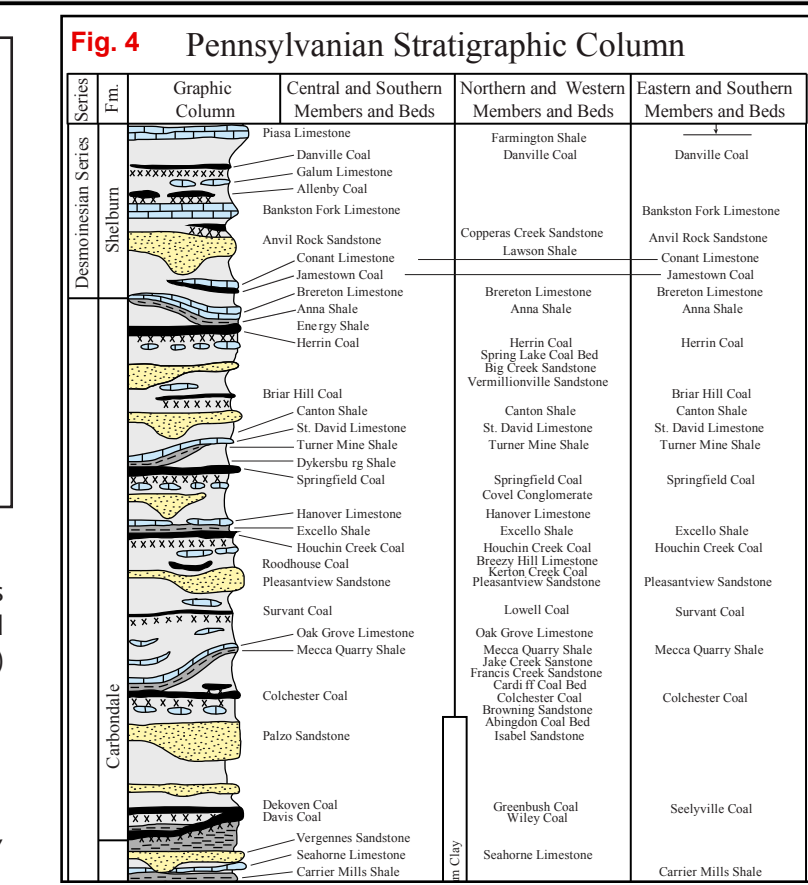 Fig. 4 Pennsylvanian Stratigraphic Column
Series
Fm.
Graphic
Column
Central and Southern
Members and Beds
Northern and Western
Members and Beds
Eastern and Southern
Members and Beds
Desmoinesian Series
Shelburn
Carbondale
Piasa Limestone
Danville Coal
Galum Limestone
Allenby Coal
Bankston Fork Limestone
Anvil Rock Sandstone
Conant Limestone
Jamestown Coal
Brereton Limestone
Anna Shale
Energy Shale
Herrin Coal
Briar Hill Coal
Canton Shale
St. David Limestone
Turner Mine Shale
Dykersbu rg Shale
Springfield Coal
Hanover Limestone
Excello Shale
Houchin Creek Coal
Roodhouse Coal
Pleasantview Sandstone
Survant Coal
Oak Grove Limestone
Mecca Quarry Shale
Colchester Coal
Palzo Sandstone
Dekoven Coal
Davis Coal
Vergennes Sandstone
Seahorne Limestone
Carrier Mills Shale
Farmington Shale
Danville Coal
Copperas Creek Sandstone
Lawson Shale
Brereton Limestone
Anna Shale
Herrin Coal
Spring Lake Coal Bed
Big Creek Sandstone
Vermillionville Sandstone
Canton Shale
St. David Limestone
Turner Mine Shale
Springfield Coal
Covel Conglomerate
Hanover Limestone
Excello Shale
Houchin Creek Coal
Breezy Hill Limestone
Kerton Creek Coal
Pleasantview Sandstone
Lowell Coal
Oak Grove Limestone
Mecca Quarry Shale
Jake Creek Sanstone
Francis Creek Sandstone
Cardi ff Coal Bed
Colchester Coal
Browning Sandstone
Abingdon Coal Bed
Isabel Sandstone
Greenbush Coal
Wiley Coal
Seahorne Limestone
m Clay
Danville Coal
Bankston Fork Limestone
Anvil Rock Sandstone
Conant Limestone
Jamestown Coal
Brereton Limestone
Anna Shale
Herrin Coal
Briar Hill Coal
Canton Shale
St. David Limestone
Turner Mine Shale
Springfield Coal
Excello Shale
Houchin Creek Coal
Pleasantview Sandstone
Survant Coal
Mecca Quarry Shale
Colchester Coal
Seelyville Coal
Carrier Mills Shale